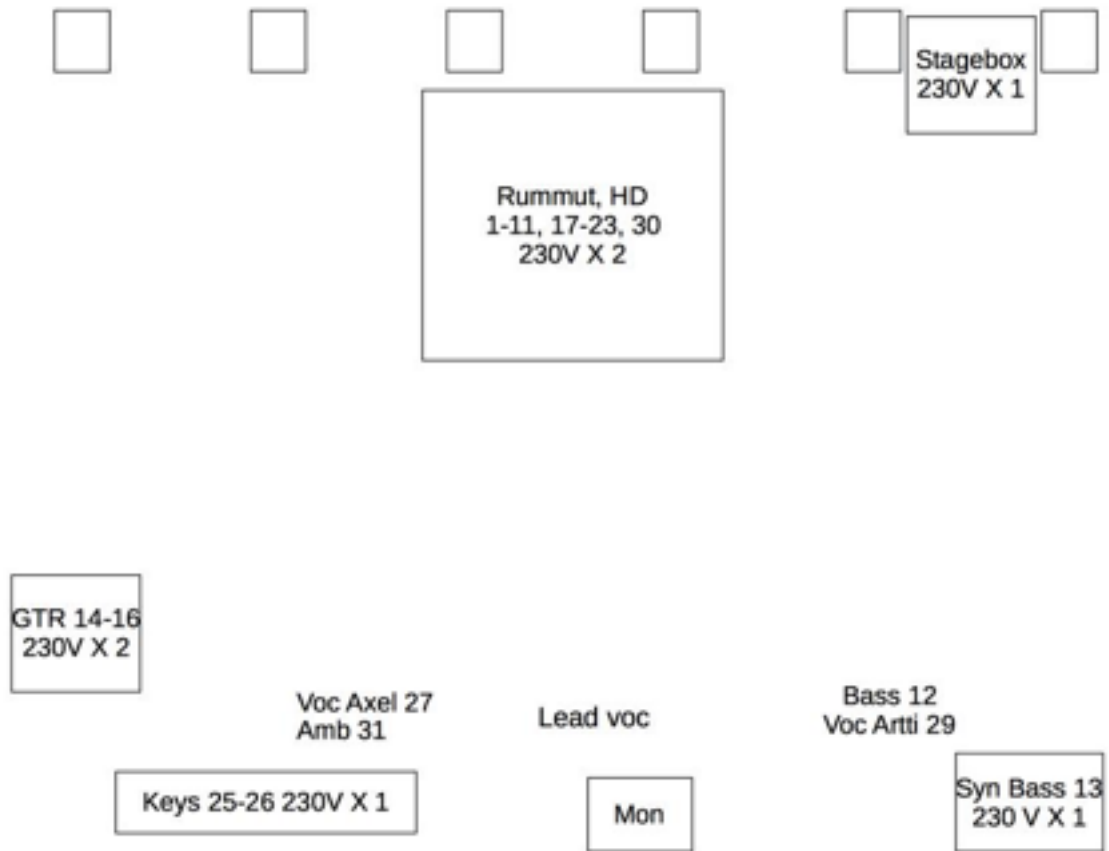 Stagebox
230V X 1
Rummut, HD
1-11, 17-23, 30
230V X 2
GTR 14-16
230V X 2
Voc Axel 27
Amb 31
Lead voc
Bass 12
Voc Artti 29
Keys 25-26 230V X 1
Mon
Syn Bass 13
230 V X 1